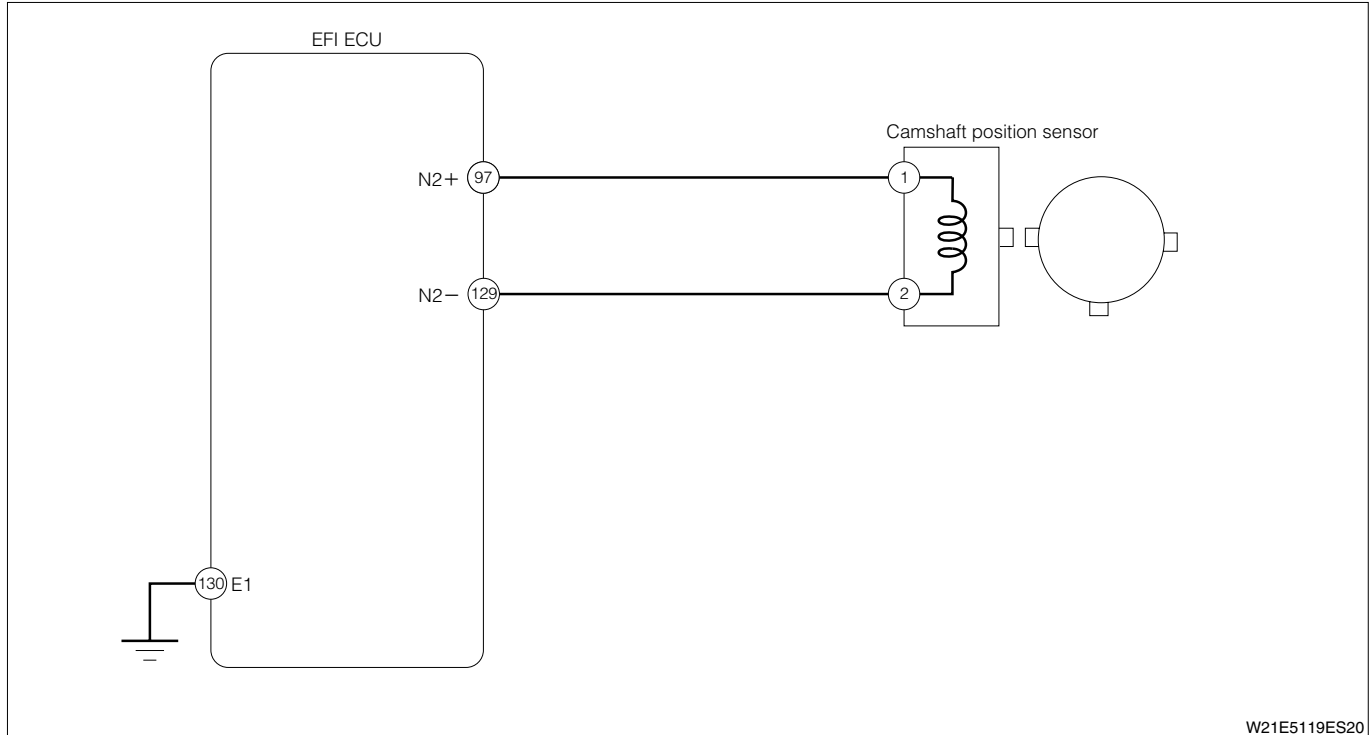 EFI ECU
Camshaft position sensor
N2+ 97 1
N2− 129 2
130 E1
W21E5119ES20